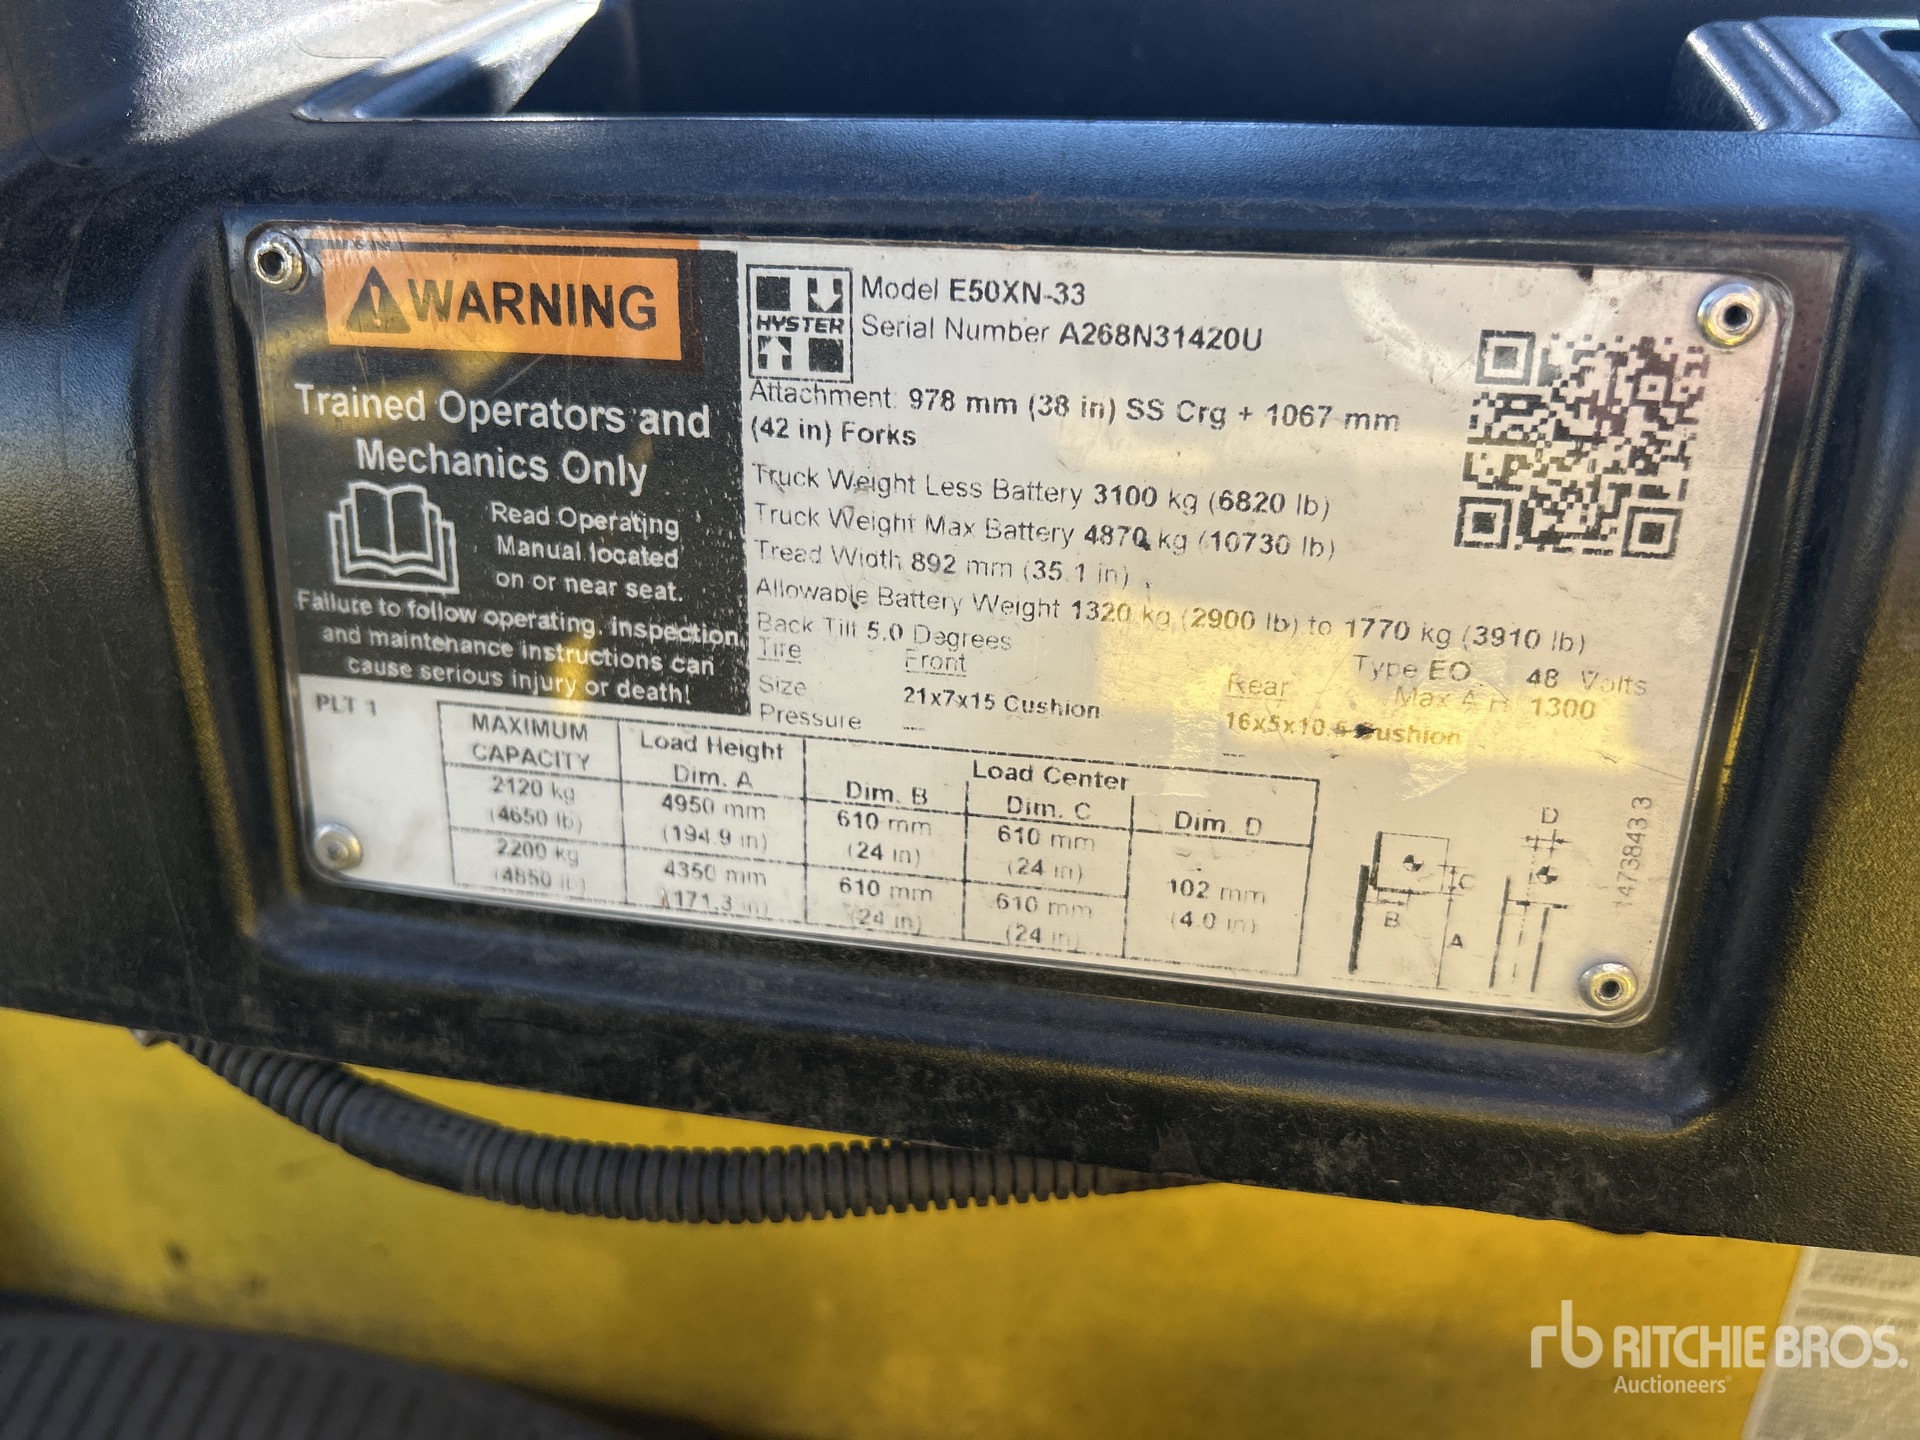 WARNING
Trained Operators and
Mechanics Only
Read Operating
Manual located
on or near seat.
Failure to follow operating, inspection,
and maintenance instructions can
cause serious injury or death!
HYSTER
Model E50XN-33
Serial Number A268N31420U
Attachment: 978 mm (38 in) SS Crg + 1067 mm
(42 in) Forks
Truck Weight Less Battery 3100 kg (6820 lb)
Truck Weight Max Battery 4870 kg (10730 lb)
Tread Width 892 mm (35.1 in)
Allowable Battery Weight 1320 kg (2900 lb) to 1770 kg (3910 lb)
Back Tilt 5.0 Degrees Type EO 48 Volts
Tire Front Rear Max A H 1300
Size 21x7x15 Cushion 16x5x10.5 Cushion
Pressure --- ---
PLT 1
MAXIMUM CAPACITY Load Height Dim. A Load Center
Dim. B Dim. C Dim. D
2120 kg 4950 mm 610 mm 610 mm
(4650 lb) (194.9 in) (24 in) (24 in)
2200 kg 4350 mm 610 mm 610 mm 102 mm
(4850 lb) (171.3 in) (24 in) (24 in) (4.0 in)
D
C
B
A
rb RITCHIE BROS.
Auctioneers